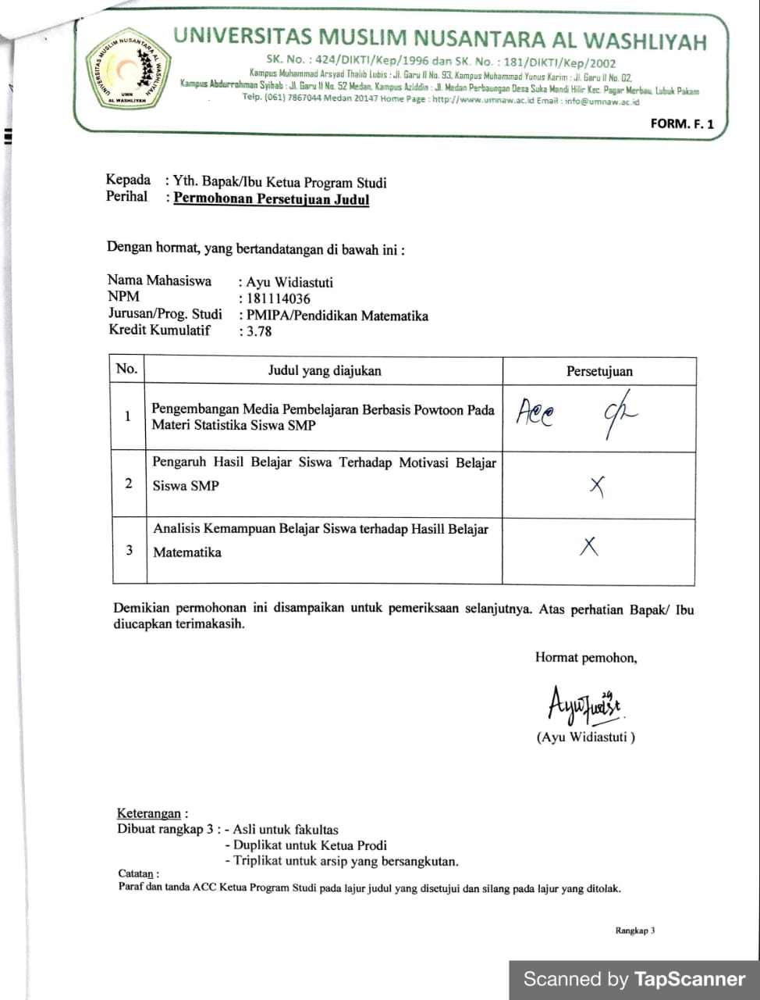 UNIVERSITAS MUSLIM NUSANTARA AL WASHLIYAH
SK. No. : 424/DIKTI/Kep/1996 dan SK. No. : 181/DIKTI/Kep/2002
Kampus Muhammad Arsyad Thalib Lubis : Jl. Garu II No. 93, Kampus Muhammad Yunus Karim : Jl. Garu II No. 02,
Kampus Abdurrahman Syihab : Jl. Garu II No. 52 Medan, Kampus Aziddin : Jl. Medan Perbaungan Desa Suka Mandi Hilir Kec. Pagar Merbau, Lubuk Pakam
Telp. (061) 7867044 Medan 20147 Home Page : http://www.umnaw.ac.id Email : info@umnaw.ac.id
UNIVERSITAS MUSLIM NUSANTARA AL WASHLIYAH
UMN
AL WASHLIYAH
FORM. F. 1
Kepada : Yth. Bapak/Ibu Ketua Program Studi
Perihal : Permohonan Persetujuan Judul
Dengan hormat, yang bertandatangan di bawah ini :
Nama Mahasiswa : Ayu Widiastuti
NPM : 181114036
Jurusan/Prog. Studi : PMIPA/Pendidikan Matematika
Kredit Kumulatif : 3.78
No. Judul yang diajukan Persetujuan
1 Pengembangan Media Pembelajaran Berbasis Powtoon Pada
Materi Statistika Siswa SMP
Acc
2 Pengaruh Hasil Belajar Siswa Terhadap Motivasi Belajar
Siswa SMP
X
3 Analisis Kemampuan Belajar Siswa terhadap Hasill Belajar
Matematika
X
Demikian permohonan ini disampaikan untuk pemeriksaan selanjutnya. Atas perhatian Bapak/ Ibu
diucapkan terimakasih.
Hormat pemohon,
(Ayu Widiastuti )
Keterangan :
Dibuat rangkap 3 : - Asli untuk fakultas
- Duplikat untuk Ketua Prodi
- Triplikat untuk arsip yang bersangkutan.
Catatan :
Paraf dan tanda ACC Ketua Program Studi pada lajur judul yang disetujui dan silang pada lajur yang ditolak.
Rangkap 3
Scanned by TapScanner